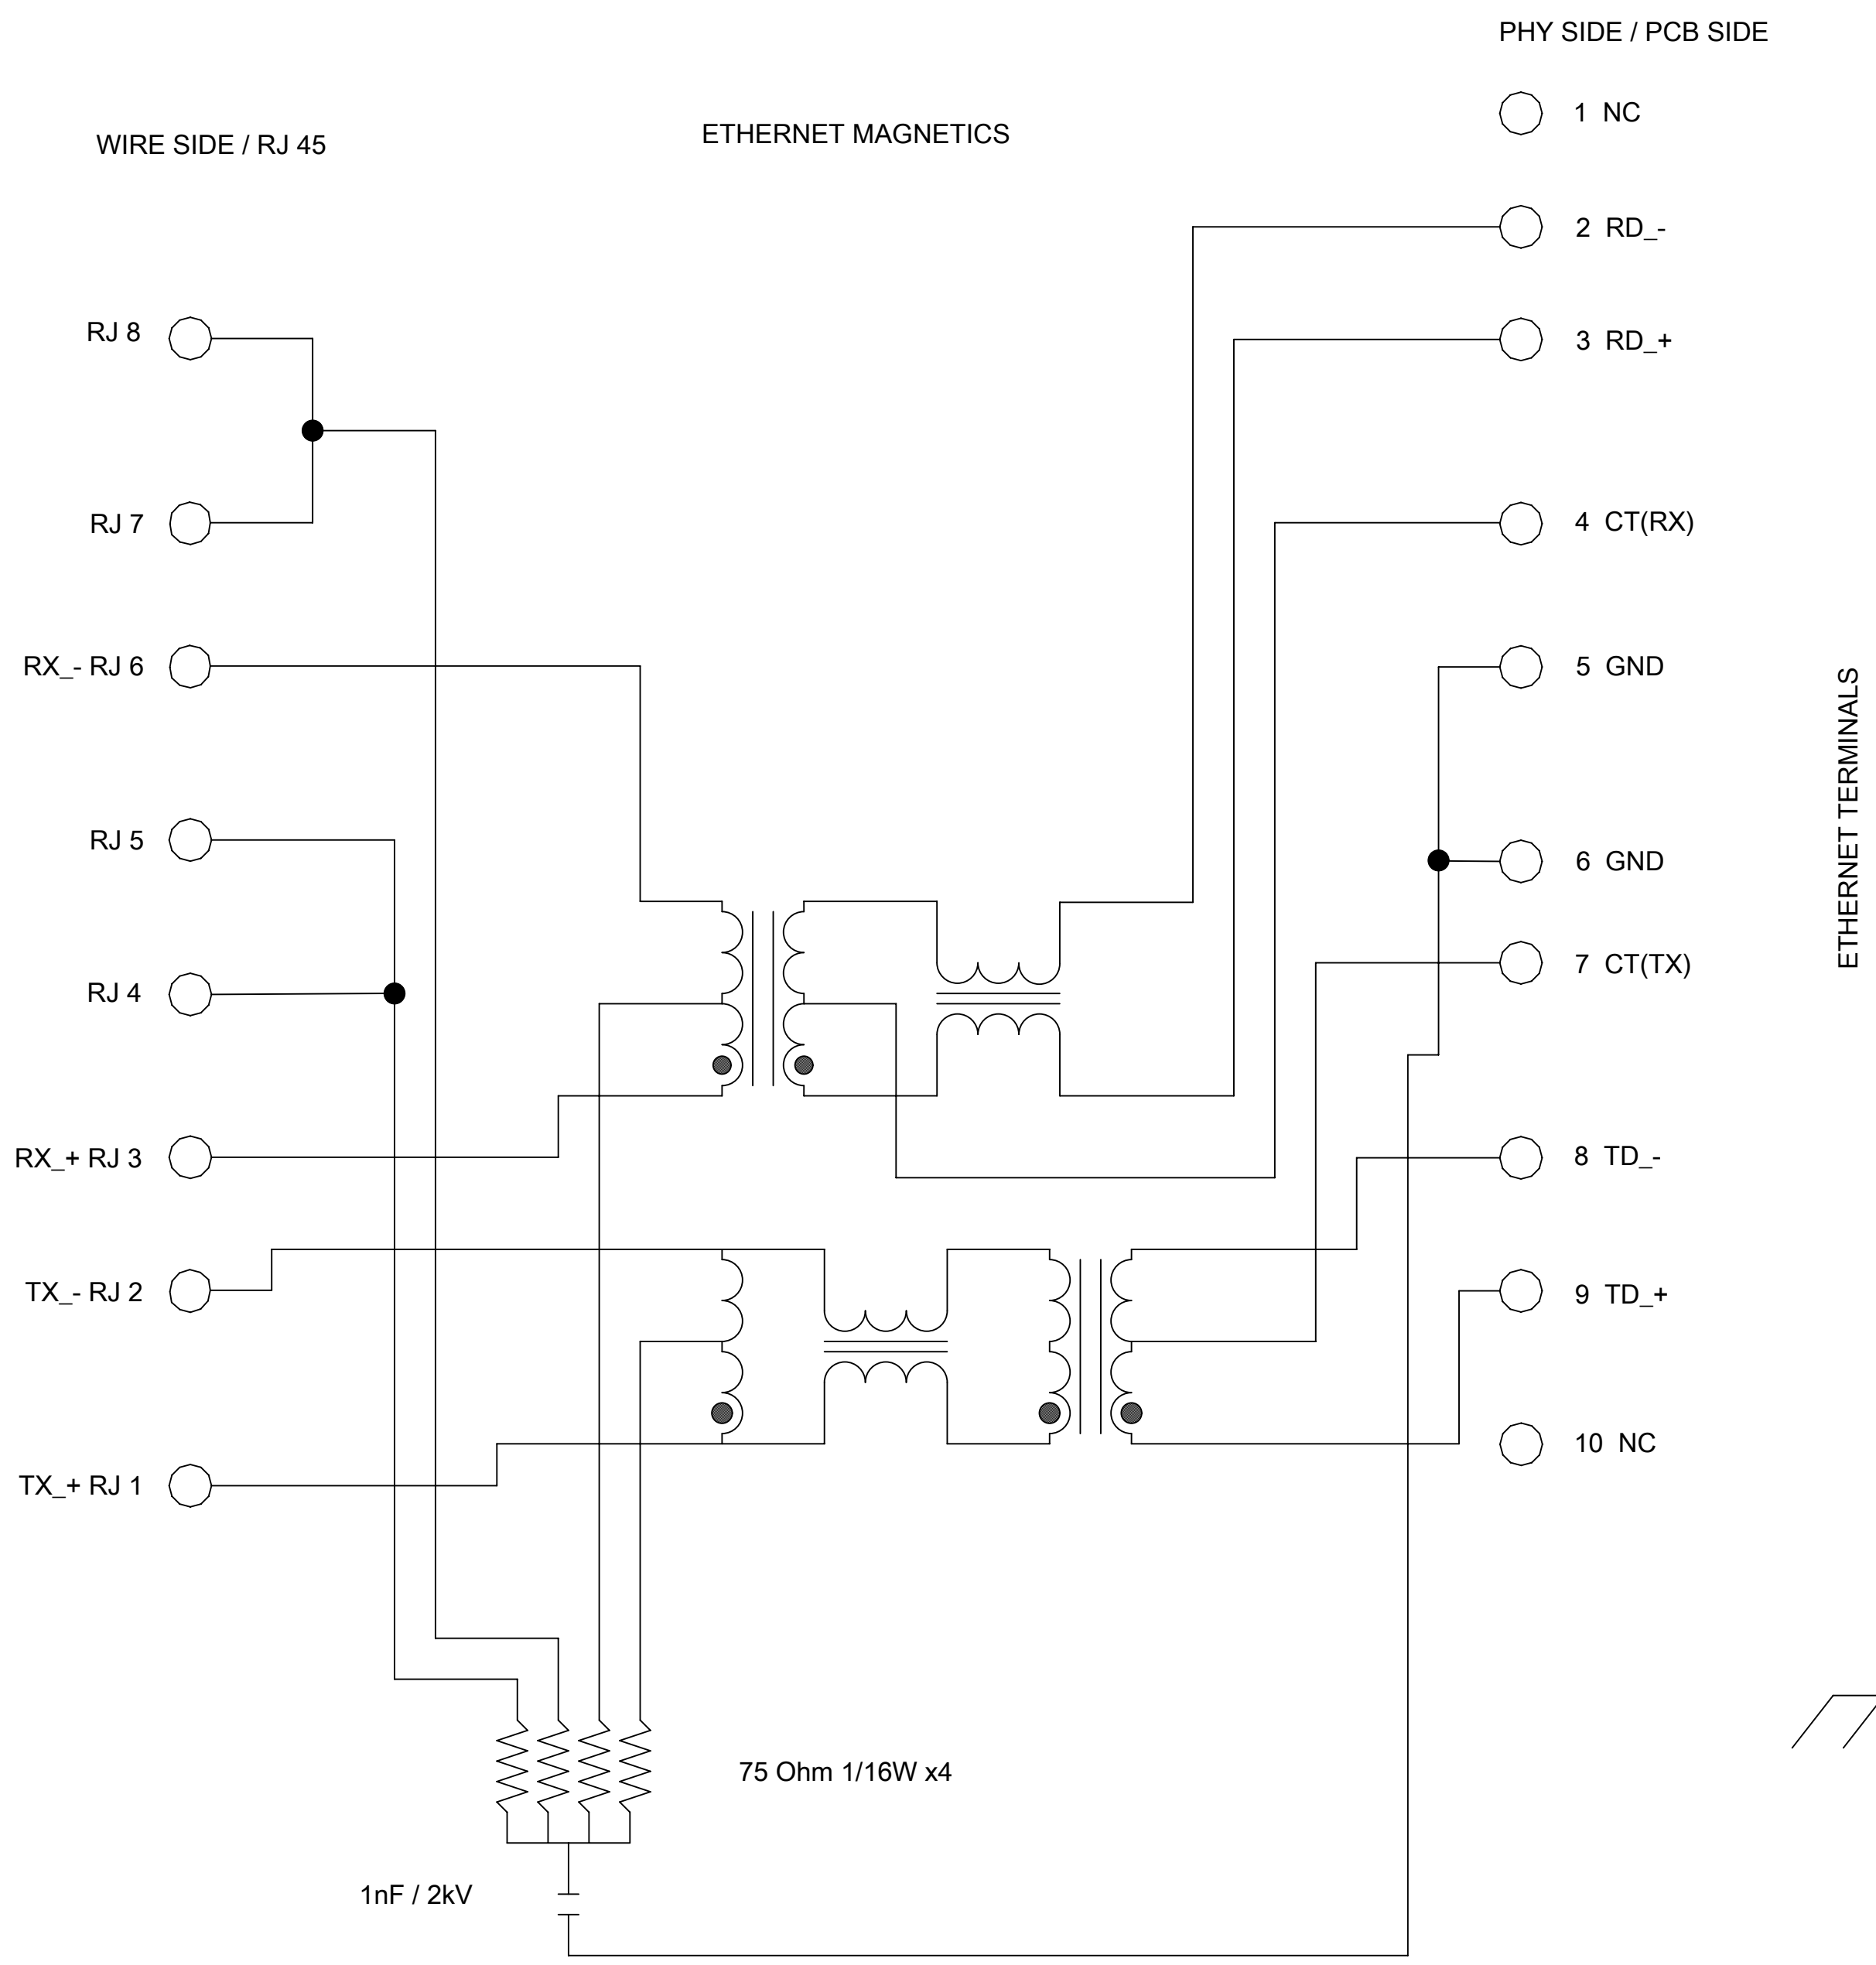 PHY SIDE / PCB SIDE
WIRE SIDE / RJ 45
ETHERNET MAGNETICS
1 NC
2 RD_-
RJ 8
3 RD_+
RJ 7
4 CT(RX)
RX_- RJ 6
5 GND
RJ 5
6 GND
ETHERNET TERMINALS
RJ 4
7 CT(TX)
RX_+ RJ 3
8 TD_-
TX_- RJ 2
9 TD_+
TX_+ RJ 1
10 NC
75 Ohm 1/16W x4
1nF / 2kV